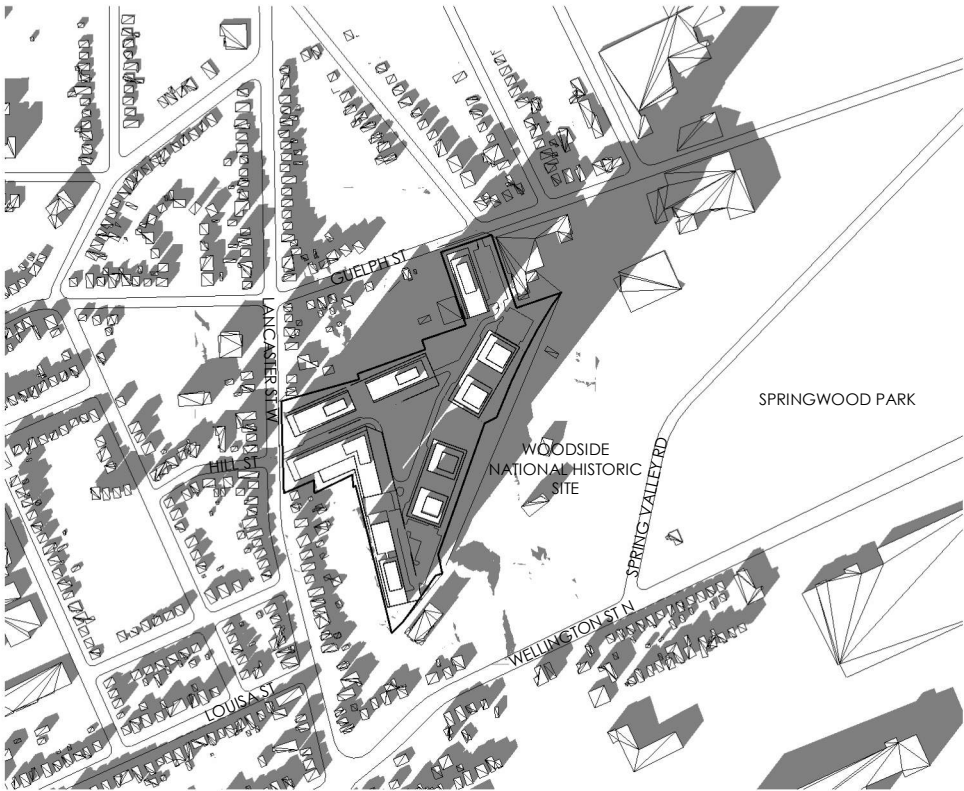 GUELPH ST
LANCASTER ST W
SPRINGWOOD PARK
WOODSIDE
NATIONAL HISTORIC
SITE
HILL ST
SPRING VALLEY RD
WELLINGTON ST N
LOUISA ST